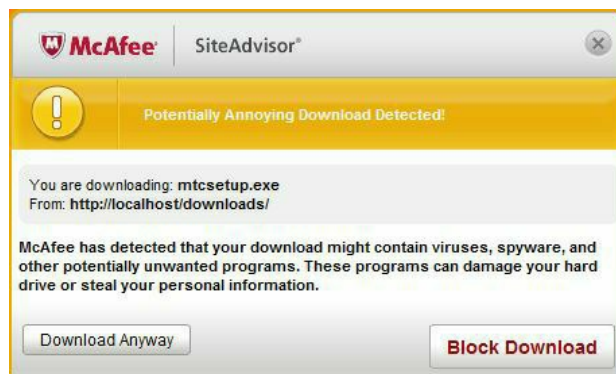 McAfee® SiteAdvisor®
Potentially Annoying Download Detected!
You are downloading: mtcsetup.exe
From: http://localhost/downloads/
McAfee has detected that your download might contain viruses, spyware, and
other potentially unwanted programs. These programs can damage your hard
drive or steal your personal information.
Download Anyway
Block Download